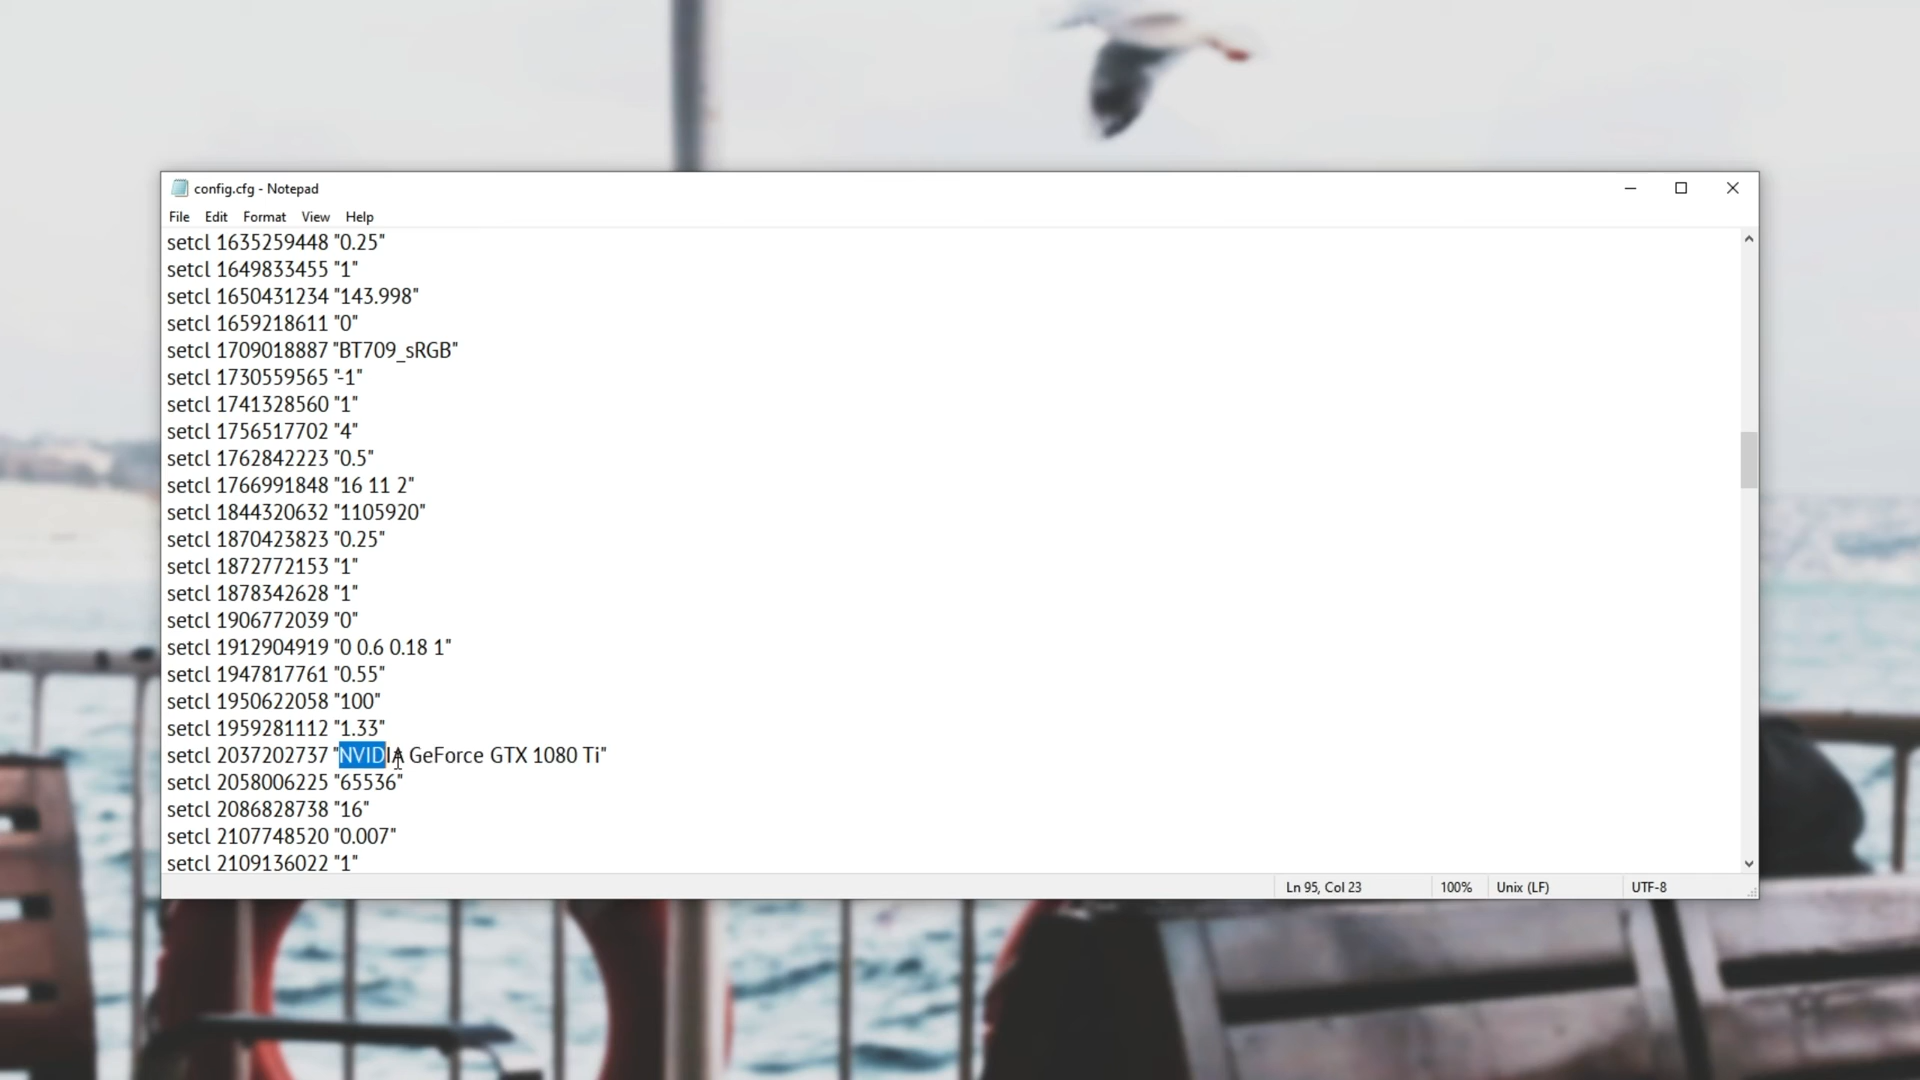 config.cfg - Notepad
File Edit Format View Help
setcl 1635259448 "0.25"
setcl 1649833455 "1"
setcl 1650431234 "143.998"
setcl 1659218611 "0"
setcl 1709018887 "BT709_sRGB"
setcl 1730559565 "-1"
setcl 1741328560 "1"
setcl 1756517702 "4"
setcl 1762842223 "0.5"
setcl 1766991848 "16 11 2"
setcl 1844320632 "1105920"
setcl 1870423823 "0.25"
setcl 1872772153 "1"
setcl 1878342628 "1"
setcl 1906772039 "0"
setcl 1912904919 "0 0.6 0.18 1"
setcl 1947817761 "0.55"
setcl 1950622058 "100"
setcl 1959281112 "1.33"
setcl 2037202737 "NVIDIA GeForce GTX 1080 Ti"
setcl 2058006225 "65536"
setcl 2086828738 "16"
setcl 2107748520 "0.007"
setcl 2109136022 "1"
Ln 95, Col 23 100% Unix (LF) UTF-8